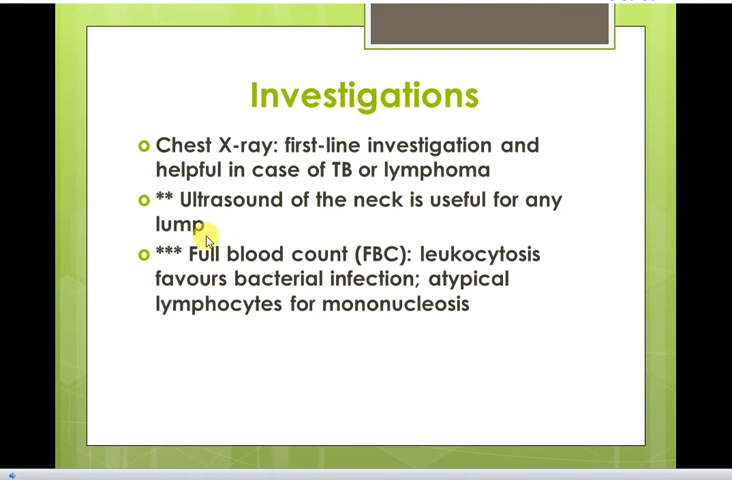 Investigations
Chest X-ray: first-line investigation and
helpful in case of TB or lymphoma
** Ultrasound of the neck is useful for any
lump
*** Full blood count (FBC): leukocytosis
favours bacterial infection; atypical
lymphocytes for mononucleosis